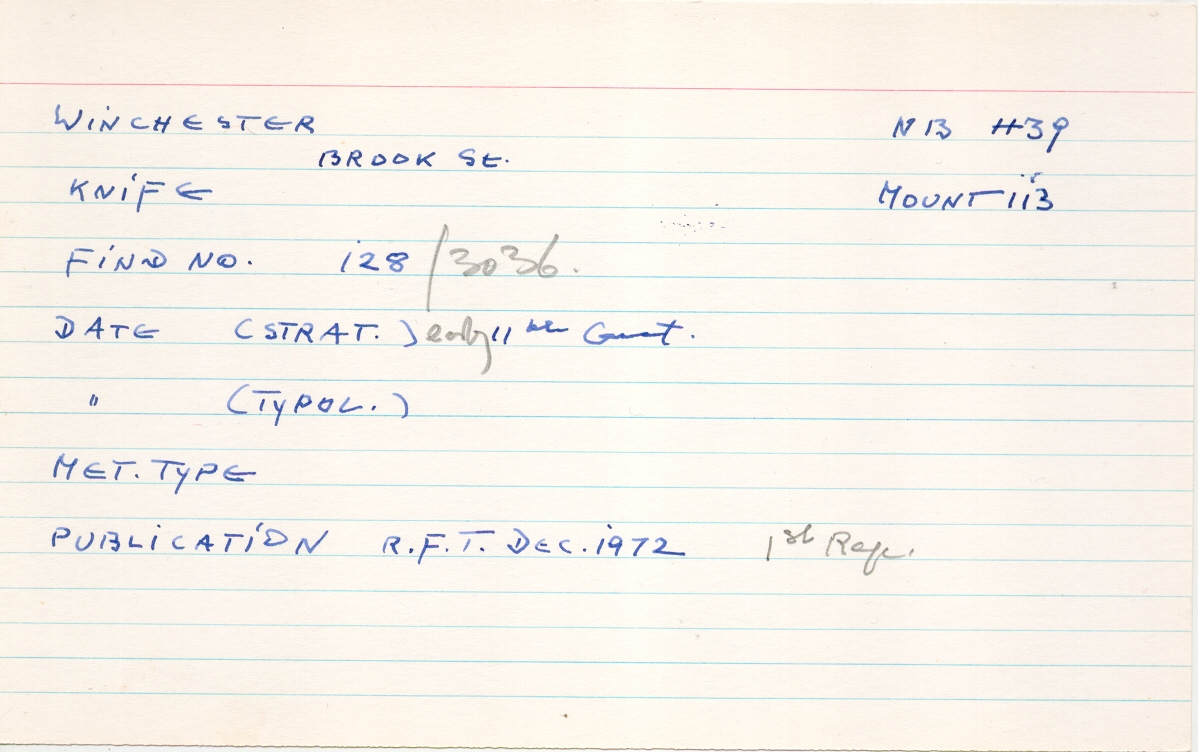 WINCHESTER NB H39
BROOK ST.
KNIFE MOUNT 113
FIND NO. 128/3036.
DATE (STRAT.) early 11th Cent.
" (TYPOL.)
MET. TYPE
PUBLICATION R.F.T. DEC. 1972 1st Rep.